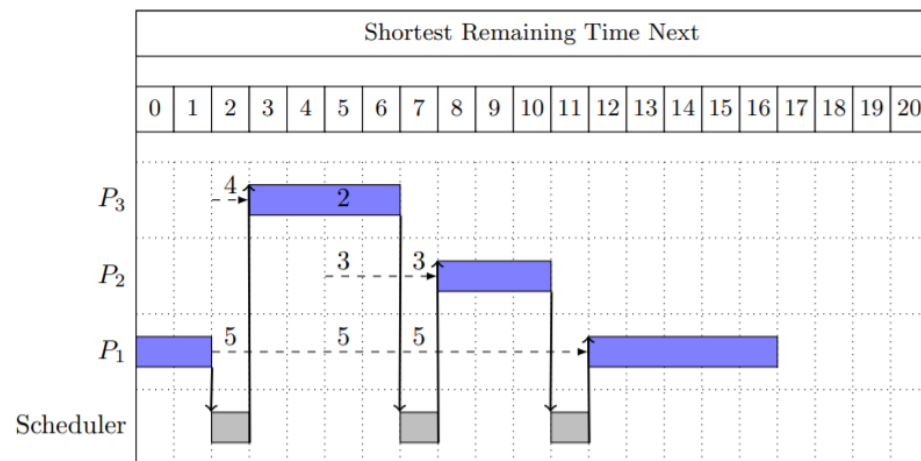 Shortest Remaining Time Next
0 1 2 3 4 5 6 7 8 9 10 11 12 13 14 15 16 17 18 19 20
P3 4 2
P2 3 3
P1 5 5 5
Scheduler